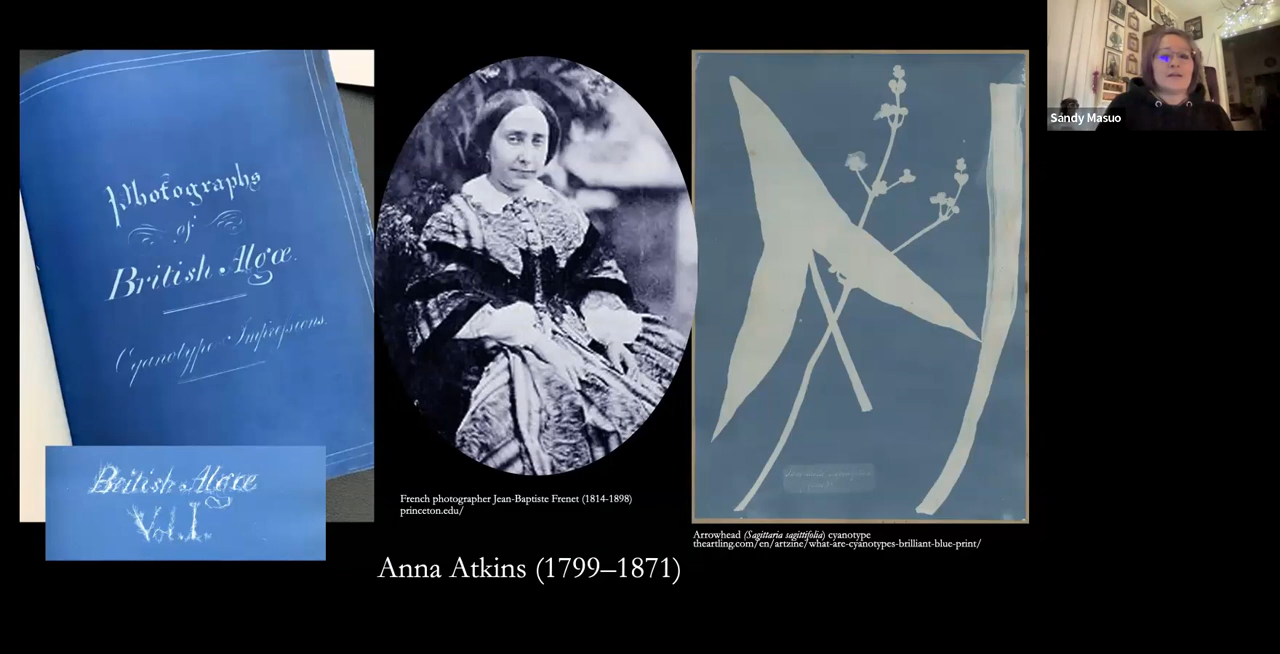 Photographs
of
British Algæ.
Cyanotype Impressions.
British Algæ
Vol. I.
French photographer Jean-Baptiste Frenet (1814-1898)
princeton.edu/
Anna Atkins (1799–1871)
Arrowhead (Sagittaria sagittifolia) cyanotype
theartling.com/en/artzine/what-are-cyanotypes-brilliant-blue-print/
Sandy Masuo